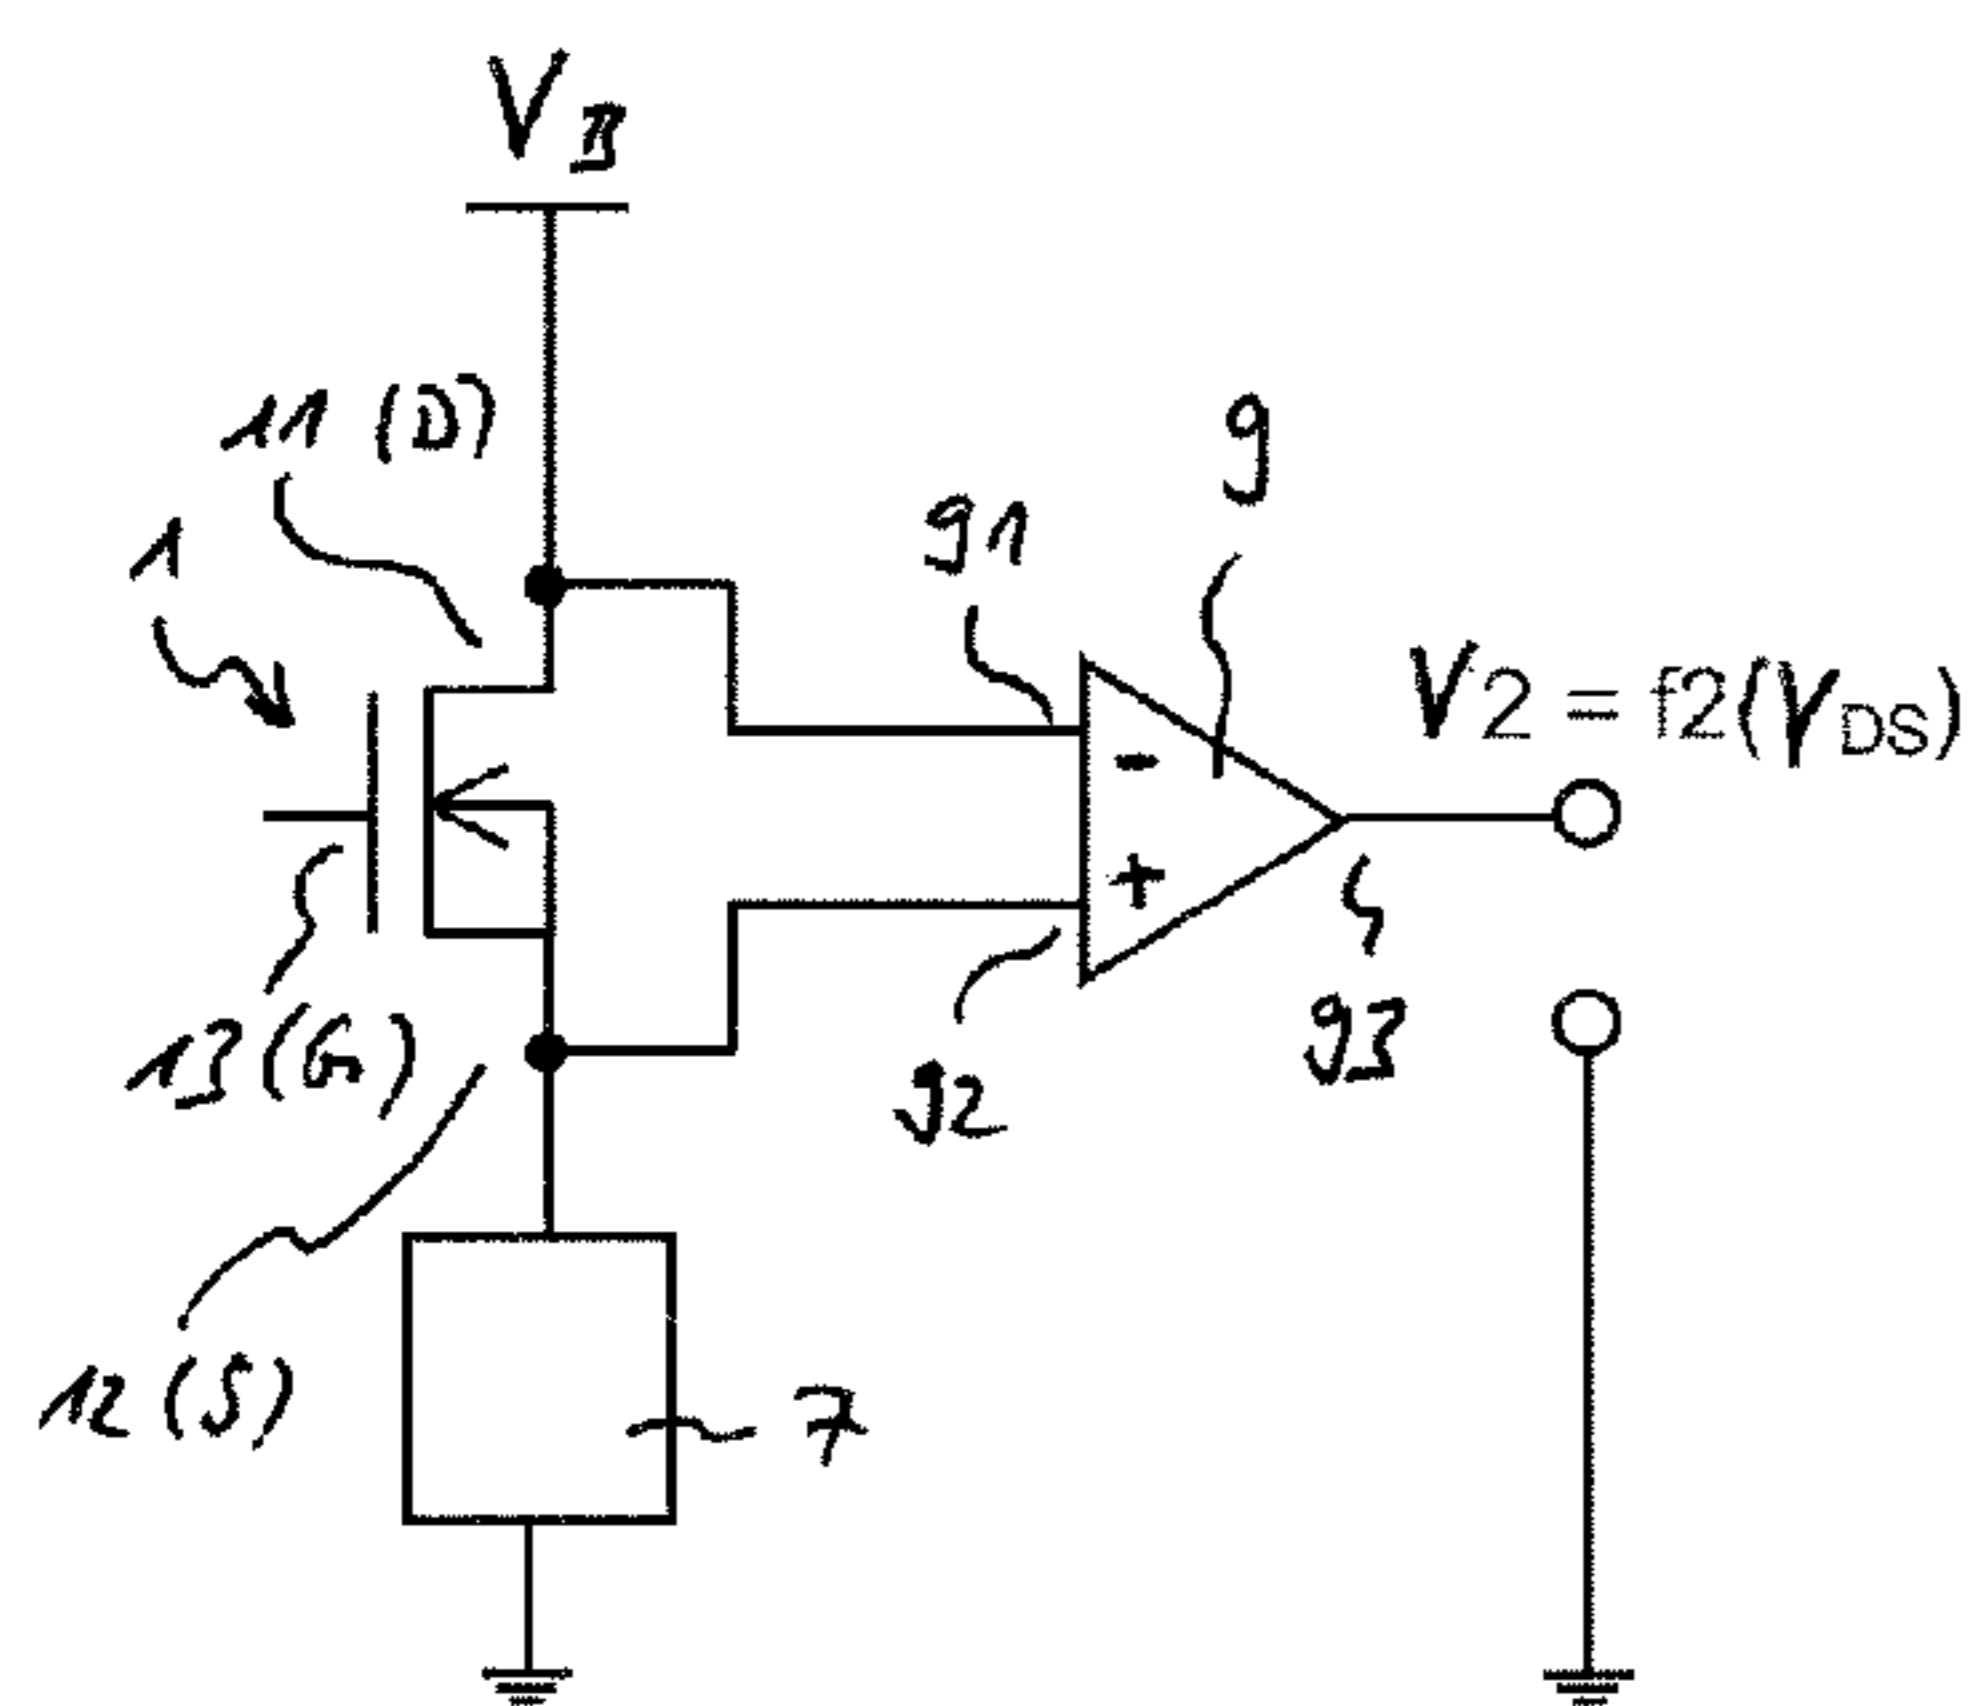 VB
11 (D)
9
91
1
V2 = f2(VDS)
-
+
13 (G)
93
92
12 (S)
7